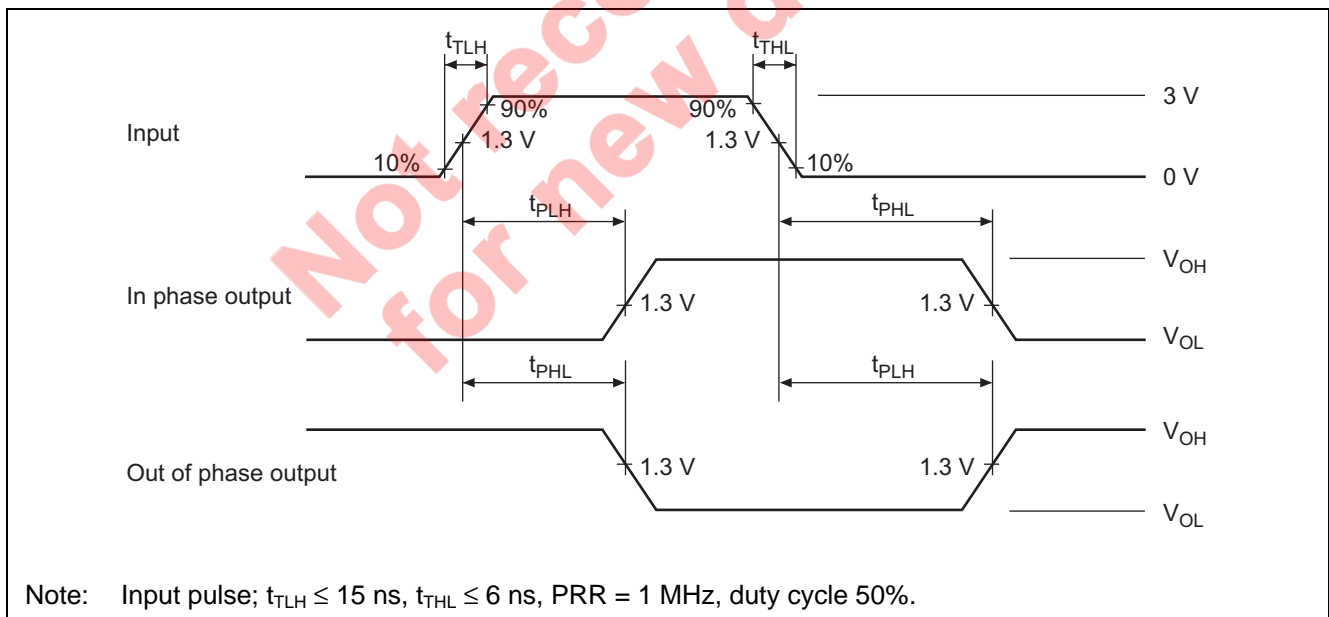 Not reco
for new d
tTLH
tTHL
Input
90%
90%
3 V
1.3 V
1.3 V
10%
10%
0 V
tPLH
tPHL
In phase output
VOH
1.3 V
1.3 V
VOL
tPHL
tPLH
Out of phase output
VOH
1.3 V
1.3 V
VOL
Note: Input pulse; tTLH ≤ 15 ns, tTHL ≤ 6 ns, PRR = 1 MHz, duty cycle 50%.